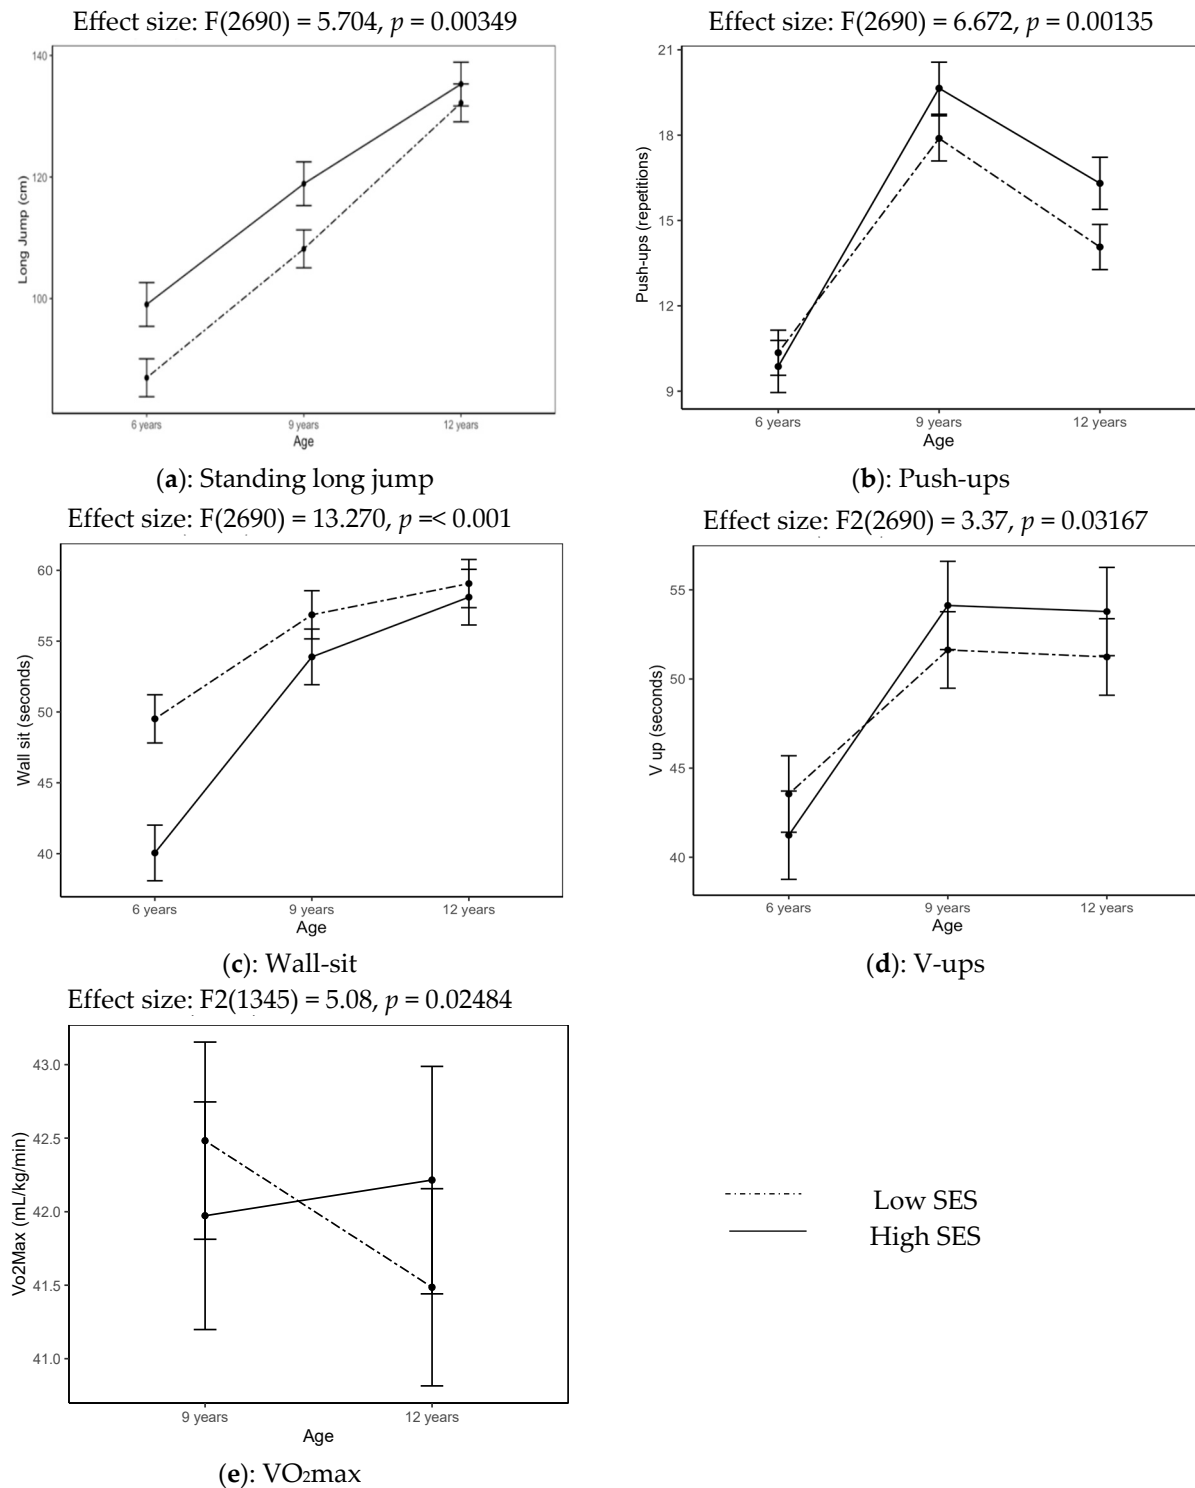 Effect size: F(2690) = 5.704, p = 0.00349
140
120
100
Long Jump (cm)
6 years
9 years
12 years
Age
(a): Standing long jump
Effect size: F(2690) = 6.672, p = 0.00135
21
18
15
12
9
Push-ups (repetitions)
6 years
9 years
12 years
Age
(b): Push-ups
Effect size: F(2690) = 13.270, p =< 0.001
60
55
50
45
40
Wall sit (seconds)
6 years
9 years
12 years
Age
(c): Wall-sit
Effect size: F2(2690) = 3.37, p = 0.03167
55
50
45
40
V up (seconds)
6 years
9 years
12 years
Age
(d): V-ups
Effect size: F2(1345) = 5.08, p = 0.02484
43.0
42.5
42.0
41.5
41.0
Vo2Max (mL/kg/min)
9 years
12 years
Age
(e): VO₂max
Low SES
High SES